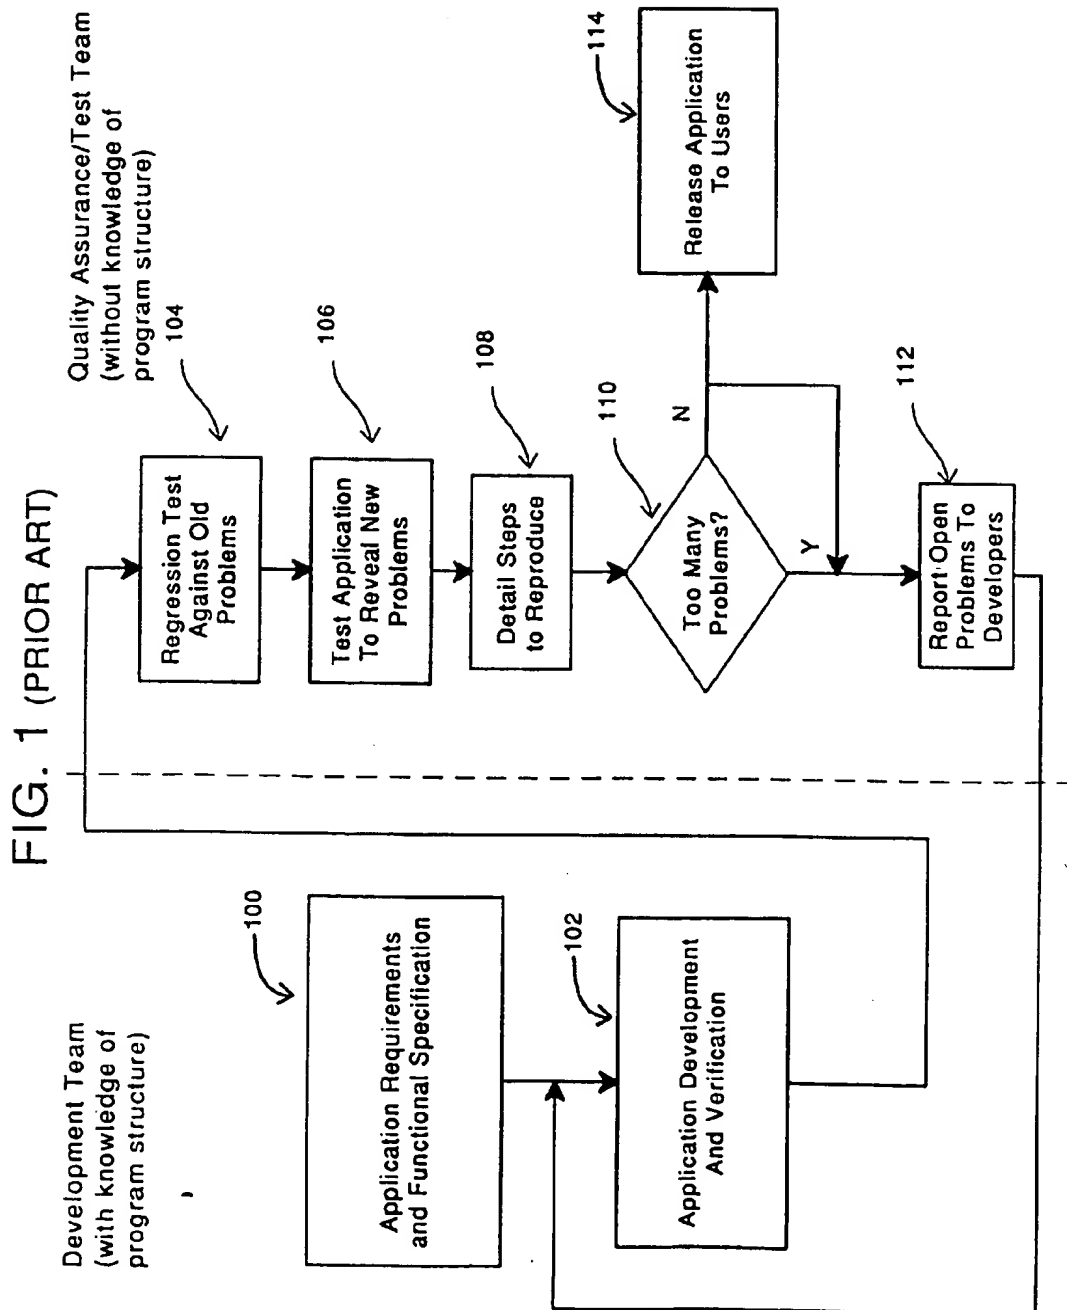 FIG. 1 (PRIOR ART)
Development Team
(with knowledge of
program structure)
100
Application Requirements
and Functional Specification
102
Application Development
And Verification
Quality Assurance/Test Team
(without knowledge of
program structure)
104
Regression Test
Against Old
Problems
106
Test Application
To Reveal New
Problems
108
Detail Steps
to Reproduce
110
Too Many
Problems?
N
Y
112
Report Open
Problems To
Developers
114
Release Application
To Users